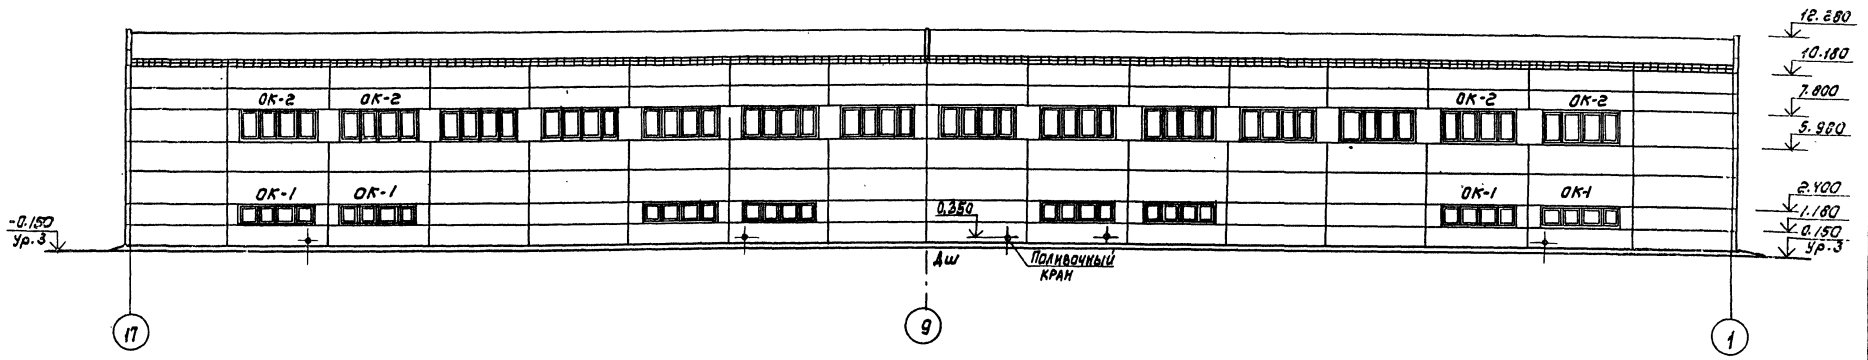 12.280
10.180
7.800
5.980
2.400
1.180
0.150
Ур.3
ОК-2 ОК-2 ОК-2 ОК-2
ОК-1 ОК-1 ОК-1 ОК-1
-0.150
Ур.3
0.350
Дш
Поливочный
КРАН
17 9 1